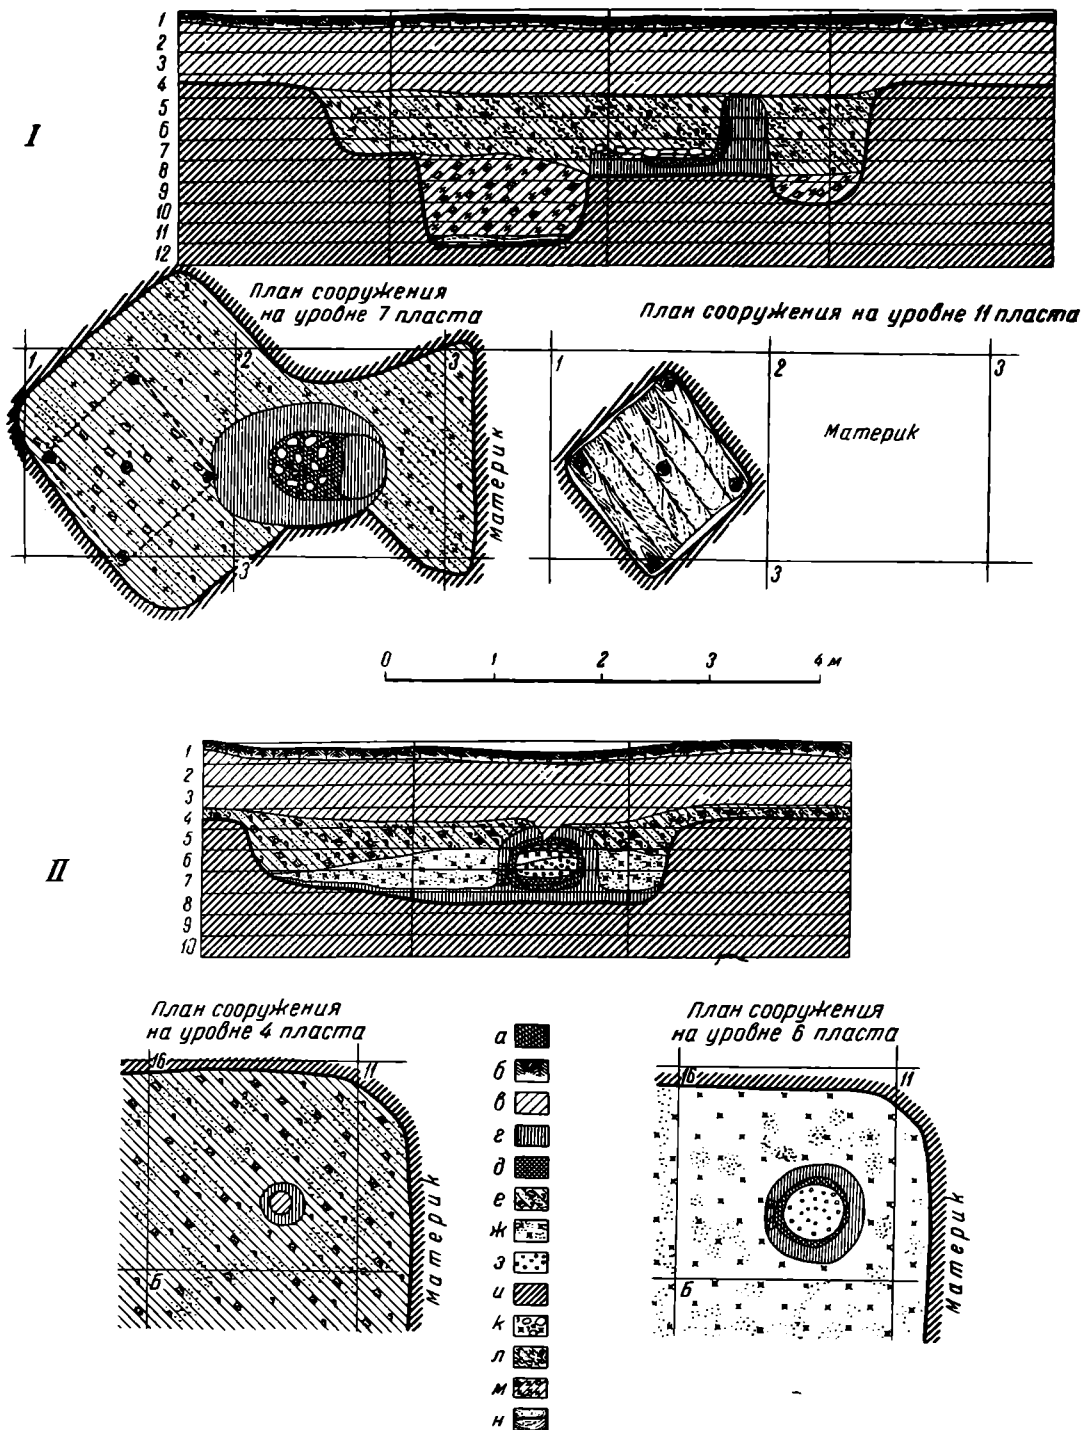 I
1
2
3
4
5
6
7
8
9
10
11
12
План сооружения
на уровне 7 пласта
1
2
3
3
Материк
План сооружения на уровне 11 пласта
1
2
3
3
Материк
0 1 2 3 4 м
II
1
2
3
4
5
6
7
8
9
10
План сооружения
на уровне 4 пласта
16
11
Б
Материк
а
б
в
г
д
е
ж
з
и
к
л
м
н
План сооружения
на уровне 6 пласта
16
11
Б
Материк